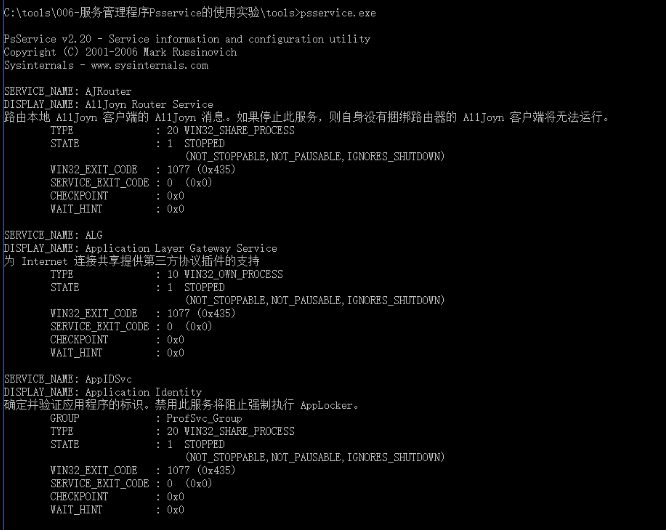 C:\tools\006-服务管理程序Psservice的使用实验\tools>psservice.exe
PsService v2.20 - Service information and configuration utility
Copyright (C) 2001-2006 Mark Russinovich
Sysinternals - www.sysinternals.com
SERVICE_NAME: AJRouter
DISPLAY_NAME: AllJoyn Router Service
路由本地 AllJoyn 客户端的 AllJoyn 消息。如果停止此服务，则自身没有捆绑路由器的 AllJoyn 客户端将无法运行。
TYPE : 20 WIN32_SHARE_PROCESS
STATE : 1 STOPPED
(NOT_STOPPABLE,NOT_PAUSABLE,IGNORES_SHUTDOWN)
WIN32_EXIT_CODE : 1077 (0x435)
SERVICE_EXIT_CODE : 0 (0x0)
CHECKPOINT : 0x0
WAIT_HINT : 0x0
SERVICE_NAME: ALG
DISPLAY_NAME: Application Layer Gateway Service
为 Internet 连接共享提供第三方协议插件的支持
TYPE : 10 WIN32_OWN_PROCESS
STATE : 1 STOPPED
(NOT_STOPPABLE,NOT_PAUSABLE,IGNORES_SHUTDOWN)
WIN32_EXIT_CODE : 1077 (0x435)
SERVICE_EXIT_CODE : 0 (0x0)
CHECKPOINT : 0x0
WAIT_HINT : 0x0
SERVICE_NAME: AppIDSvc
DISPLAY_NAME: Application Identity
确定并验证应用程序的标识。禁用此服务将阻止强制执行 AppLocker。
GROUP : ProfSvc_Group
TYPE : 20 WIN32_SHARE_PROCESS
STATE : 1 STOPPED
(NOT_STOPPABLE,NOT_PAUSABLE,IGNORES_SHUTDOWN)
WIN32_EXIT_CODE : 1077 (0x435)
SERVICE_EXIT_CODE : 0 (0x0)
CHECKPOINT : 0x0
WAIT_HINT : 0x0